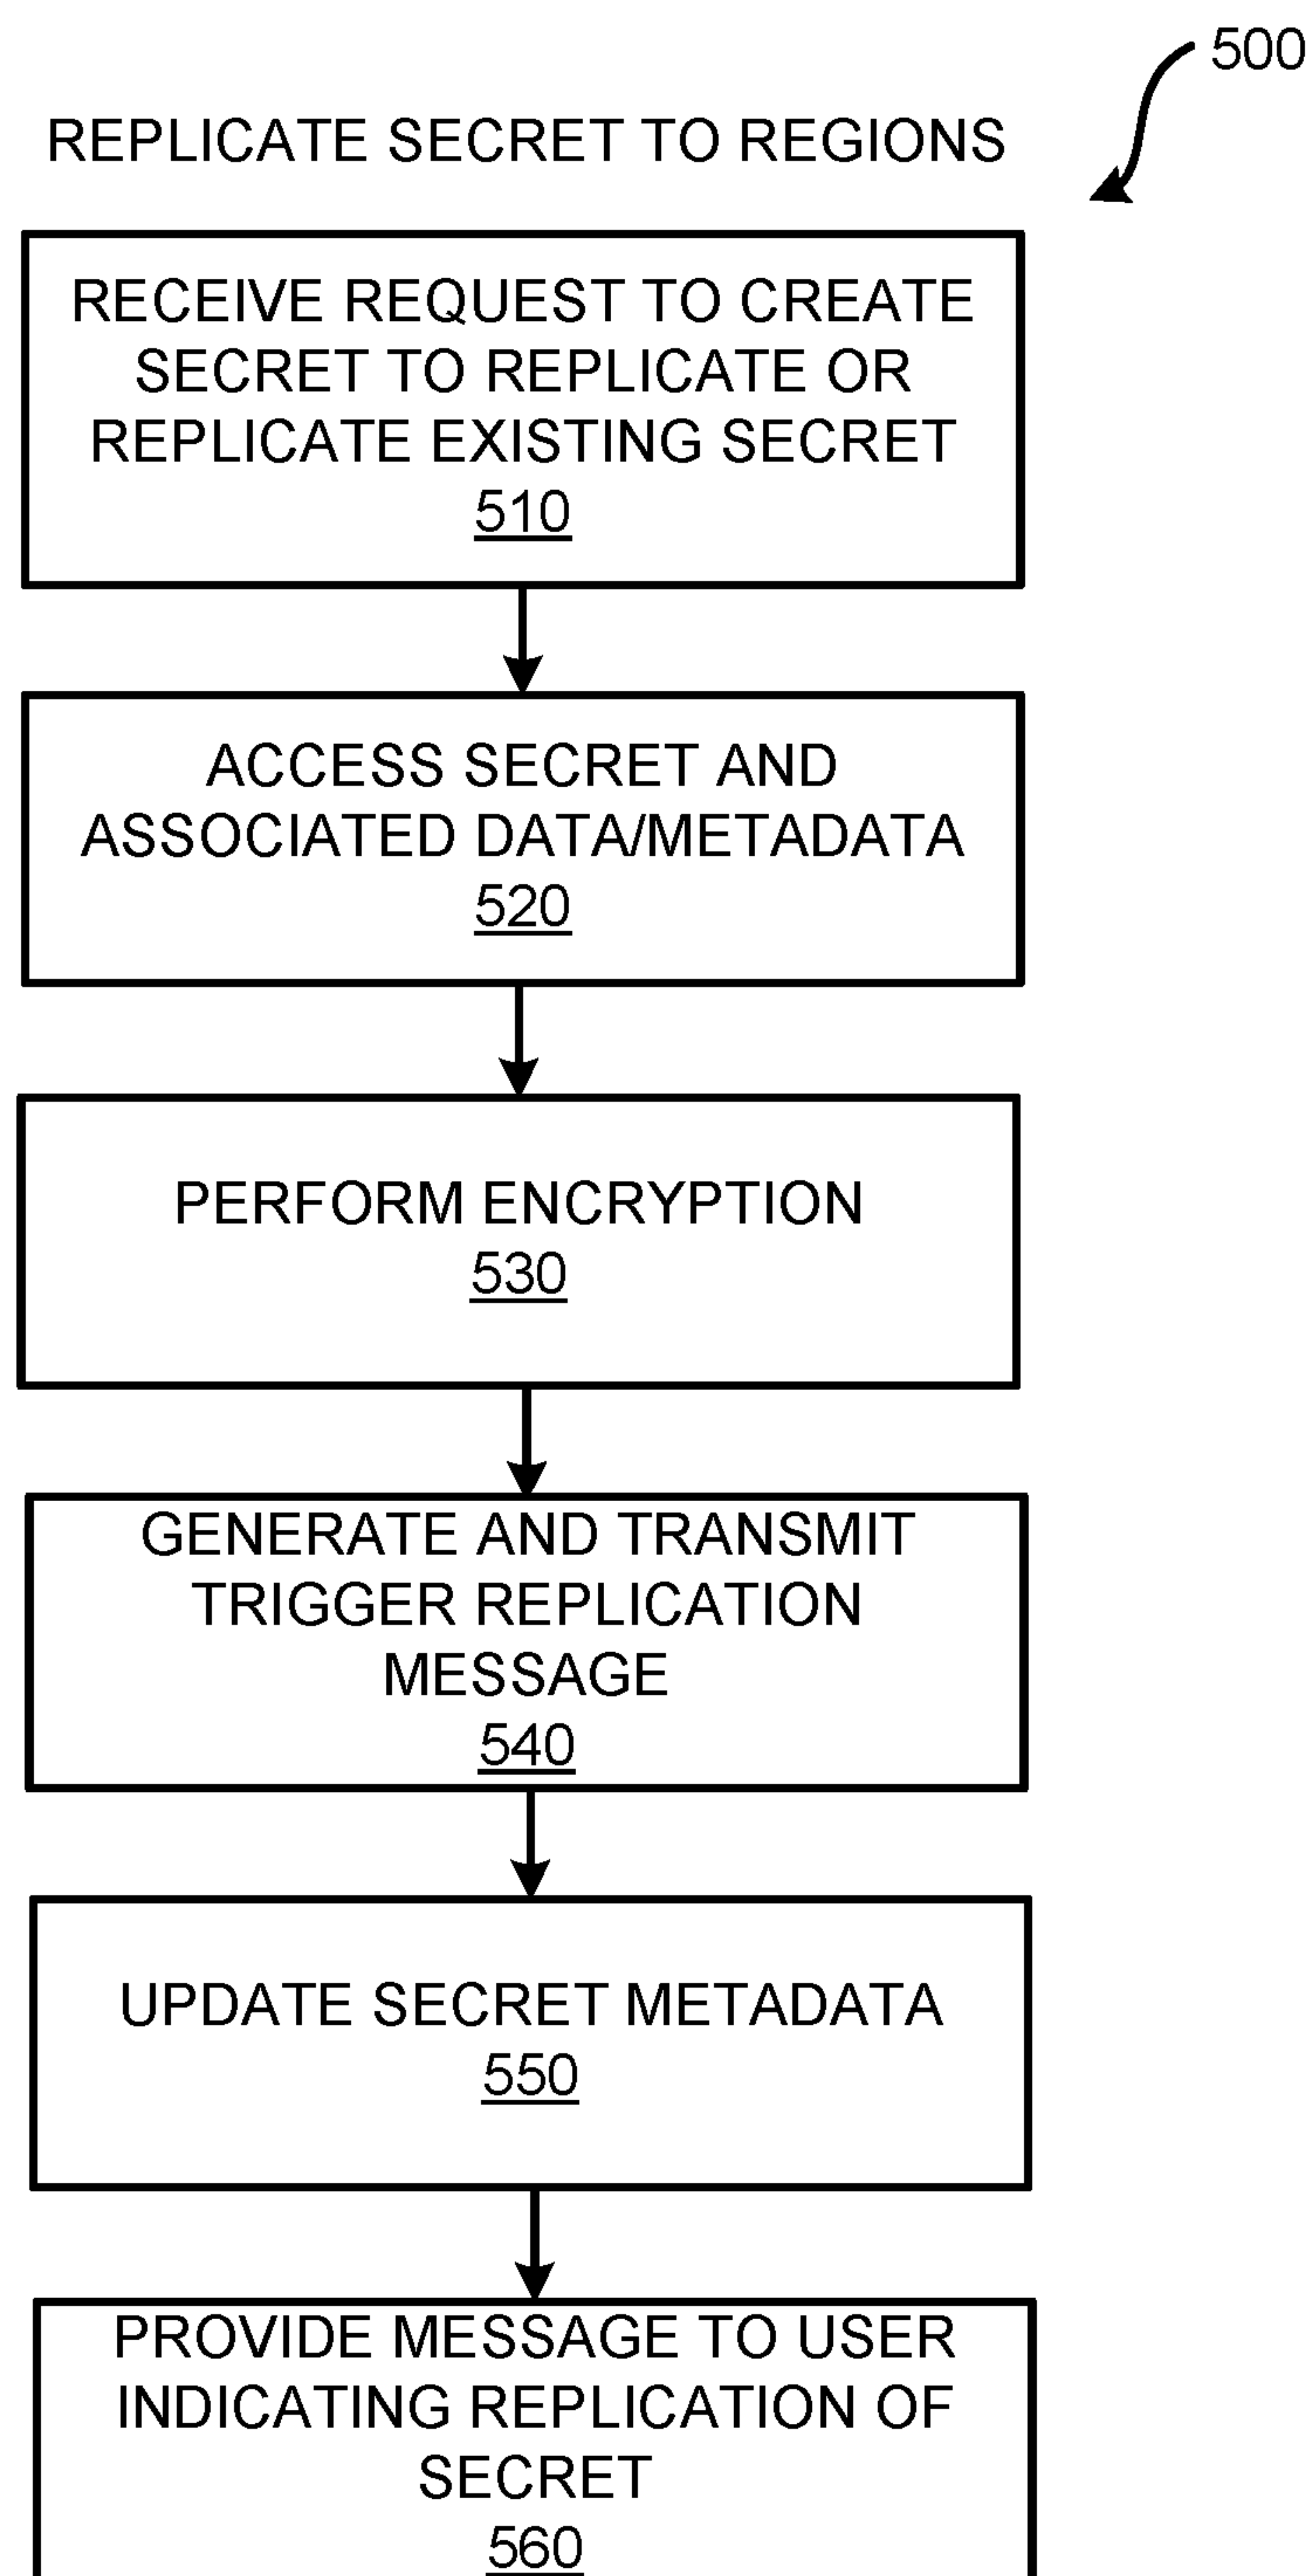 500
REPLICATE SECRET TO REGIONS
RECEIVE REQUEST TO CREATE
SECRET TO REPLICATE OR
REPLICATE EXISTING SECRET
510
ACCESS SECRET AND
ASSOCIATED DATA/METADATA
520
PERFORM ENCRYPTION
530
GENERATE AND TRANSMIT
TRIGGER REPLICATION
MESSAGE
540
UPDATE SECRET METADATA
550
PROVIDE MESSAGE TO USER
INDICATING REPLICATION OF
SECRET
560